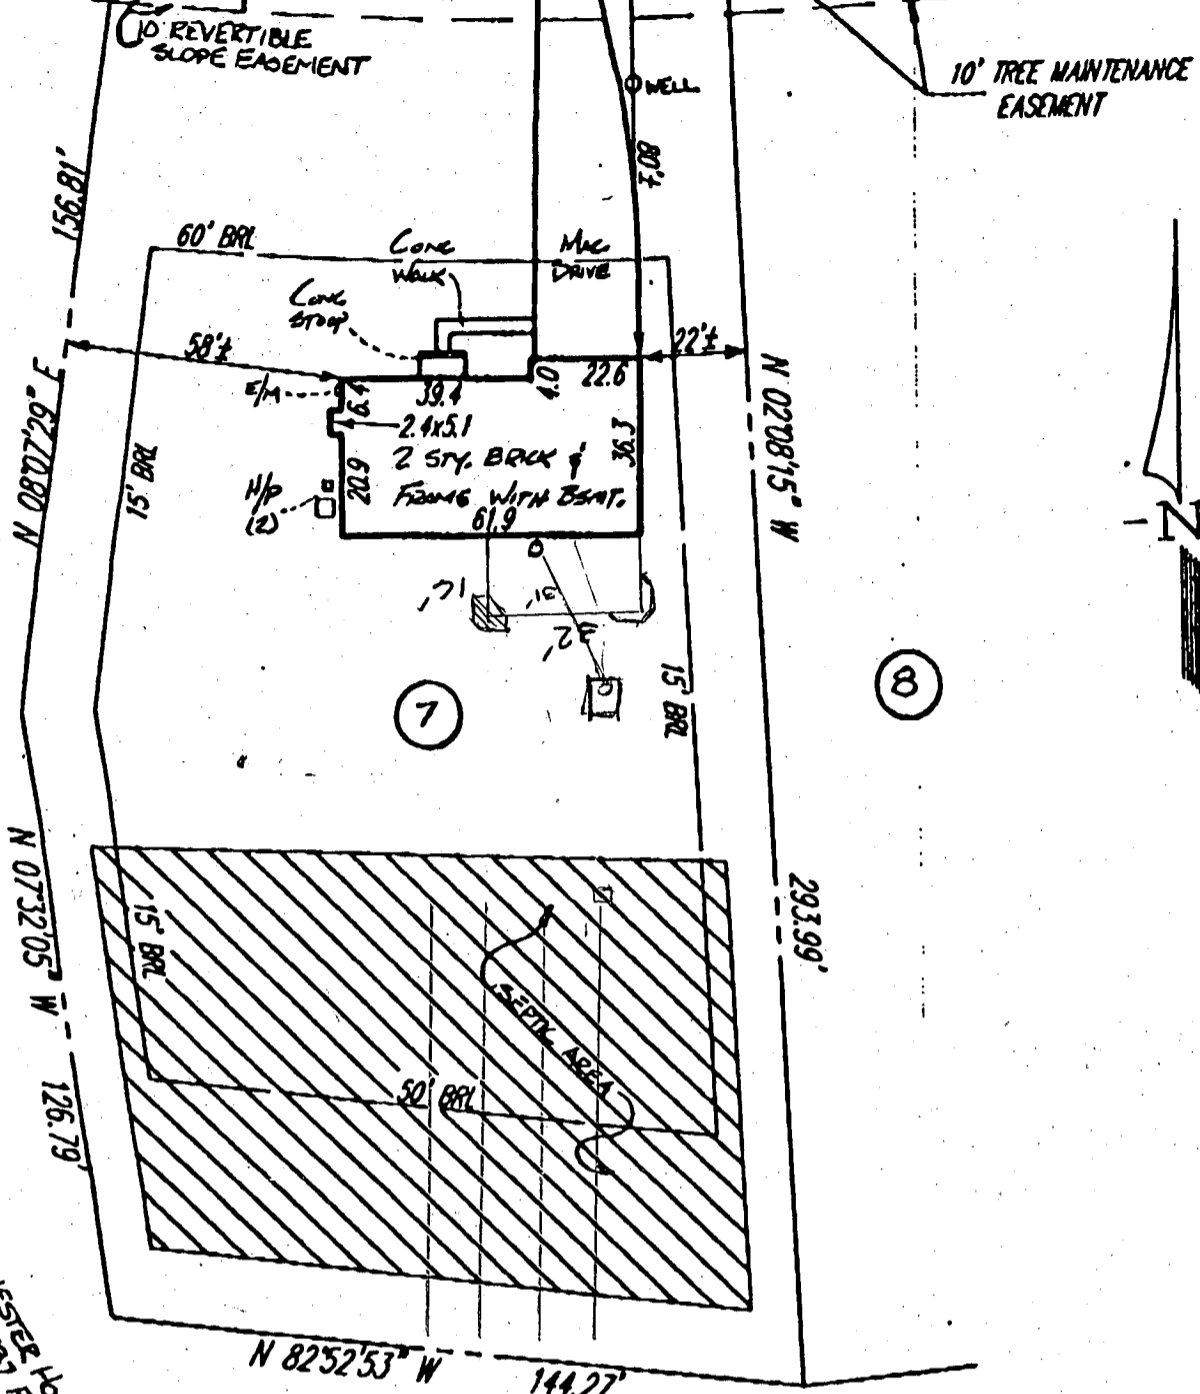 10' REVERTIBLE
SLOPE EASEMENT
10' TREE MAINTENANCE
EASEMENT
WELL
80'±
156.81'
60' BRL
CONC
WALK
MAC
DRIVE
CONC
STOOP
58'±
22'±
E/M
6.4
39.4
4.0
22.6
2.4x5.1
2 STY. BRICK &
FRAME WITH BSMT.
36.3
20.9
61.9
H/P
(2)
N 08°07'29" E
15' BRL
N 02°08'15" W
N
31'
32'
15' BRL
7
8
N 07°32'05" W
126.79'
15' BRL
293.99'
SEPTIC AREA
50' BRL
N 82°52'53" W
144.27'